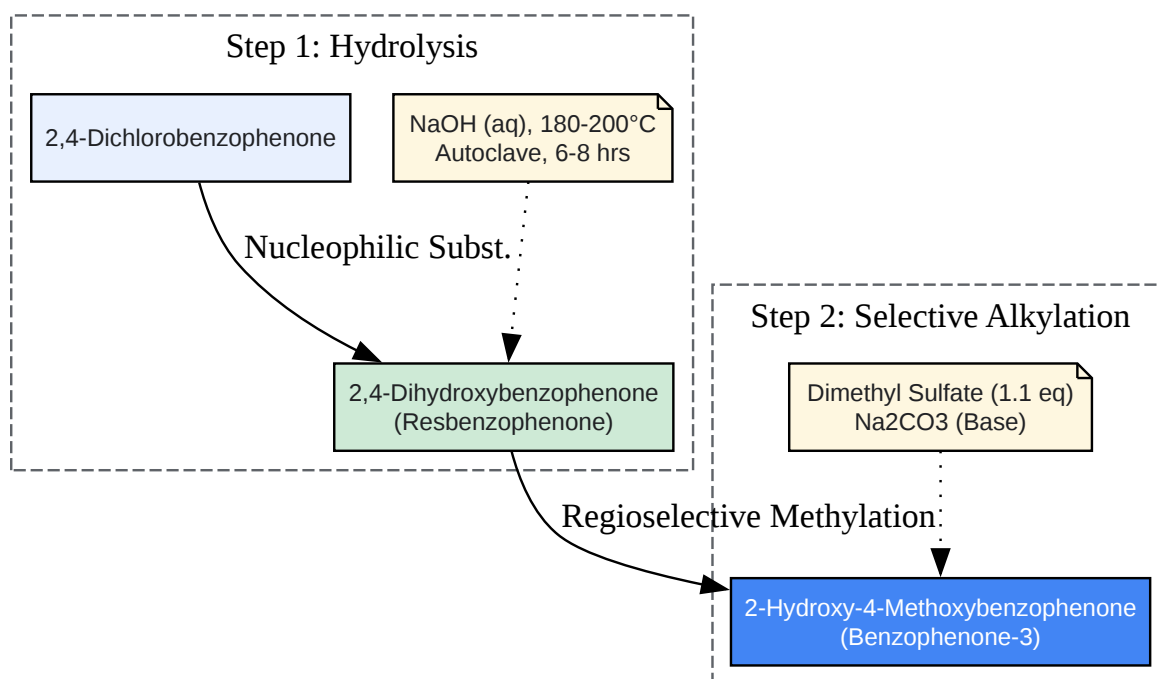 Step 1: Hydrolysis
2,4-Dichlorobenzophenone
NaOH (aq), 180-200°C
Autoclave, 6-8 hrs
Nucleophilic Subst.
2,4-Dihydroxybenzophenone
(Resbenzophenone)
Step 2: Selective Alkylation
Dimethyl Sulfate (1.1 eq)
Na2CO3 (Base)
Regioselective Methylation
2-Hydroxy-4-Methoxybenzophenone
(Benzophenone-3)